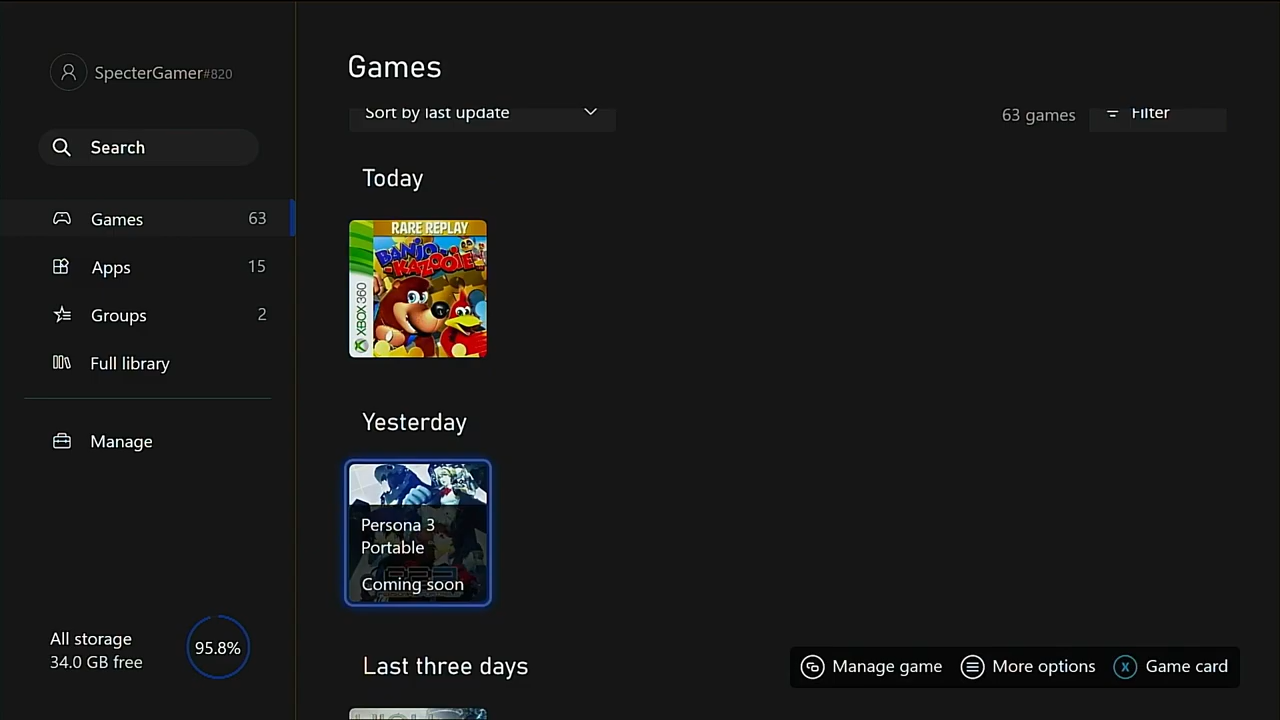 SpecterGamer#820
Search
Games 63
Apps 15
Groups 2
Full library
Manage
All storage
34.0 GB free
95.8%
Games
Sort by last update
63 games
Filter
Today
RARE REPLAY
BANJO
KAZOOIE
XBOX 360
Yesterday
Persona 3
Portable
Coming soon
Last three days
Manage game
More options
X Game card